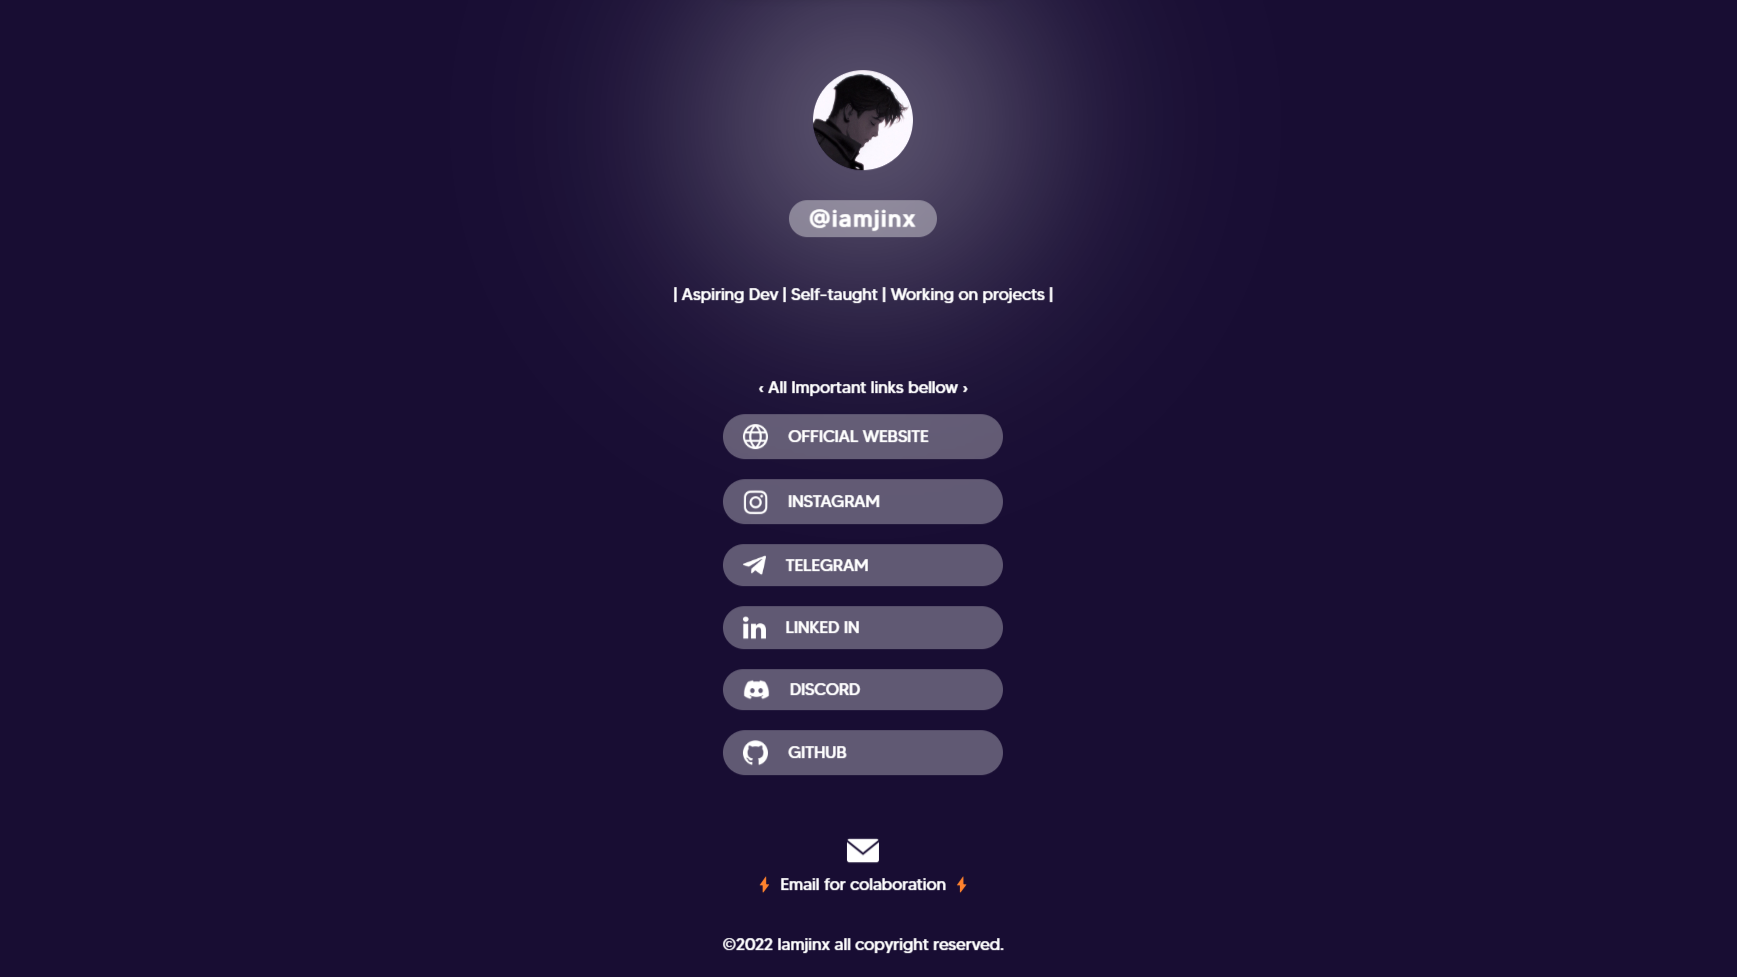 @iamjinx
| Aspiring Dev | Self-taught | Working on projects |
‹ All Important links bellow ›
OFFICIAL WEBSITE
INSTAGRAM
TELEGRAM
LINKED IN
DISCORD
GITHUB
Email for colaboration
©2022 Iamjinx all copyright reserved.